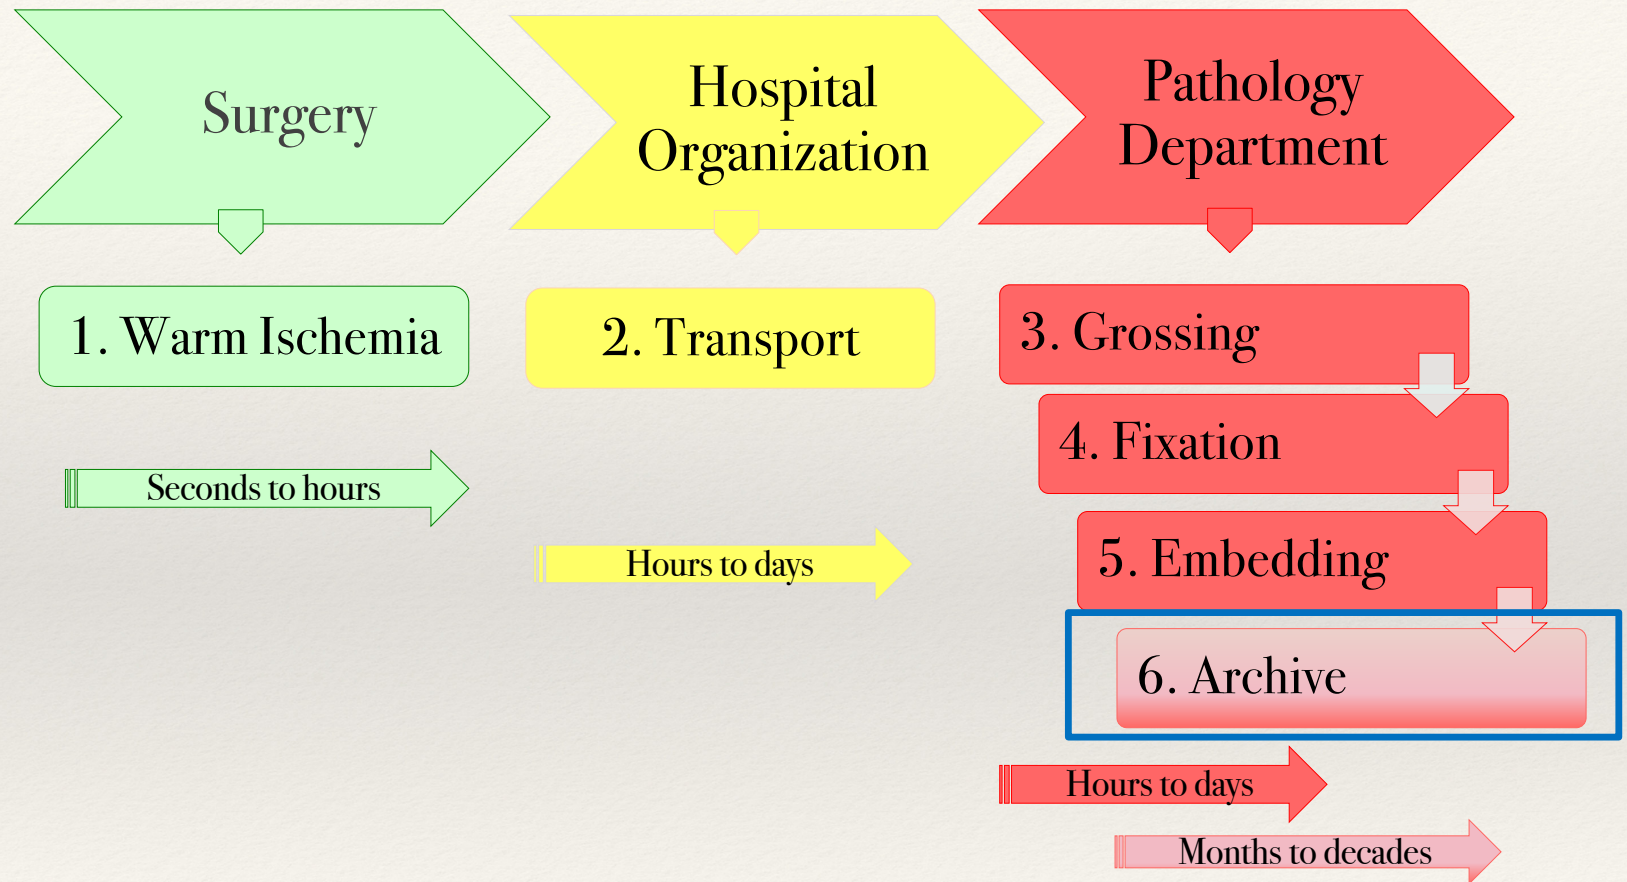 Surgery
Hospital
Organization
Pathology
Department
1. Warm Ischemia
2. Transport
3. Grossing
4. Fixation
5. Embedding
6. Archive
Seconds to hours
Hours to days
Hours to days
Months to decades